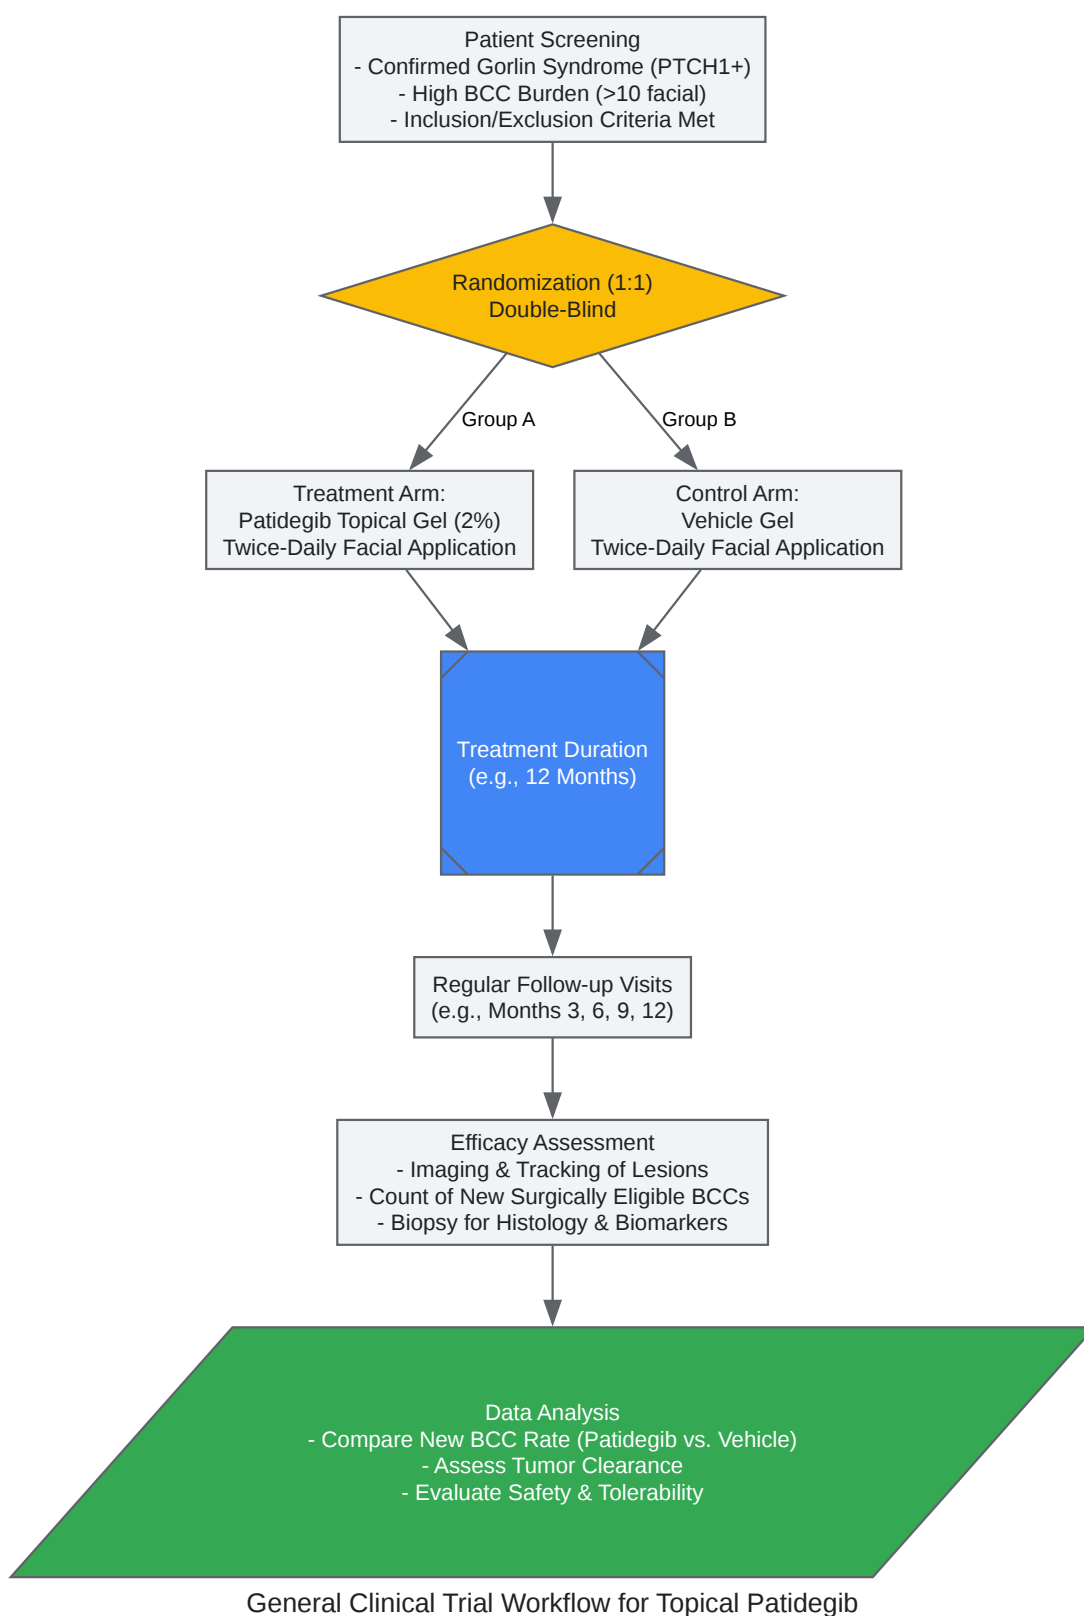 Patient Screening
- Confirmed Gorlin Syndrome (PTCH1+)
- High BCC Burden (>10 facial)
- Inclusion/Exclusion Criteria Met
Randomization (1:1)
Double-Blind
Group A
Group B
Treatment Arm:
Patidegib Topical Gel (2%)
Twice-Daily Facial Application
Control Arm:
Vehicle Gel
Twice-Daily Facial Application
Treatment Duration
(e.g., 12 Months)
Regular Follow-up Visits
(e.g., Months 3, 6, 9, 12)
Efficacy Assessment
- Imaging & Tracking of Lesions
- Count of New Surgically Eligible BCCs
- Biopsy for Histology & Biomarkers
Data Analysis
- Compare New BCC Rate (Patidegib vs. Vehicle)
- Assess Tumor Clearance
- Evaluate Safety & Tolerability
General Clinical Trial Workflow for Topical Patidegib